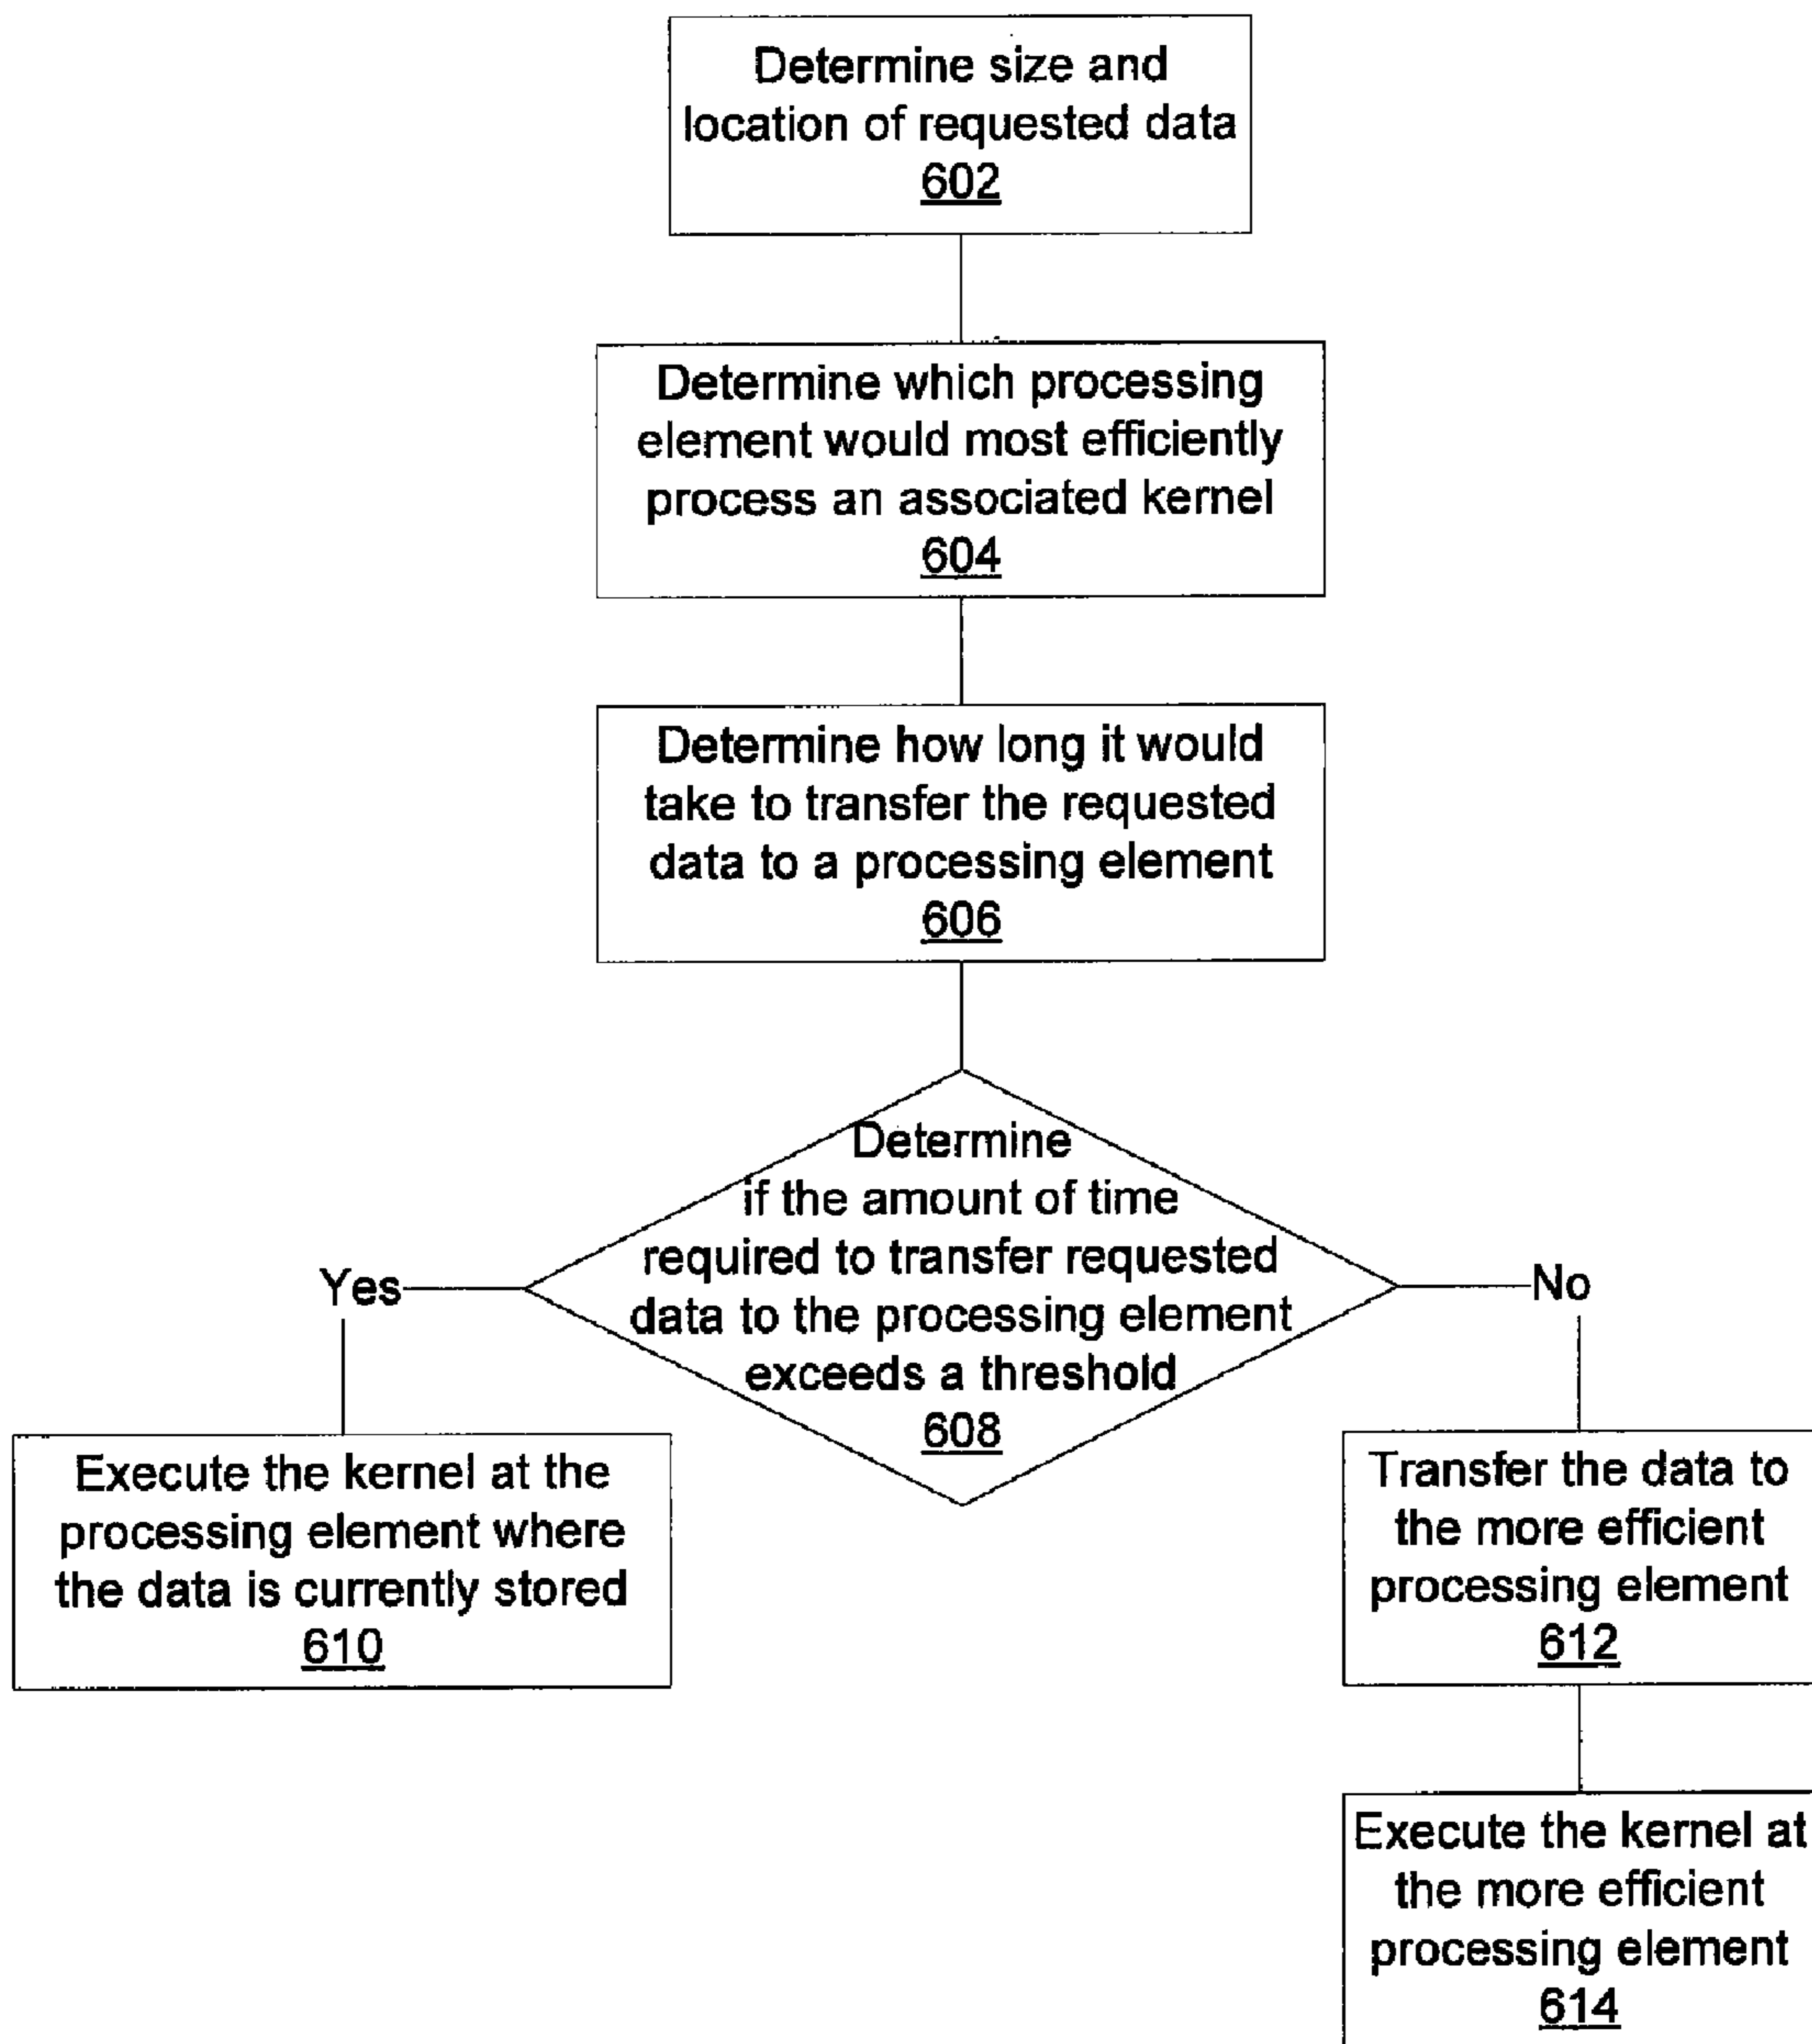 Determine size and
location of requested data
602
Determine which processing
element would most efficiently
process an associated kernel
604
Determine how long it would
take to transfer the requested
data to a processing element
606
Determine
if the amount of time
required to transfer requested
data to the processing element
exceeds a threshold
608
Yes
No
Execute the kernel at the
processing element where
the data is currently stored
610
Transfer the data to
the more efficient
processing element
612
Execute the kernel at
the more efficient
processing element
614